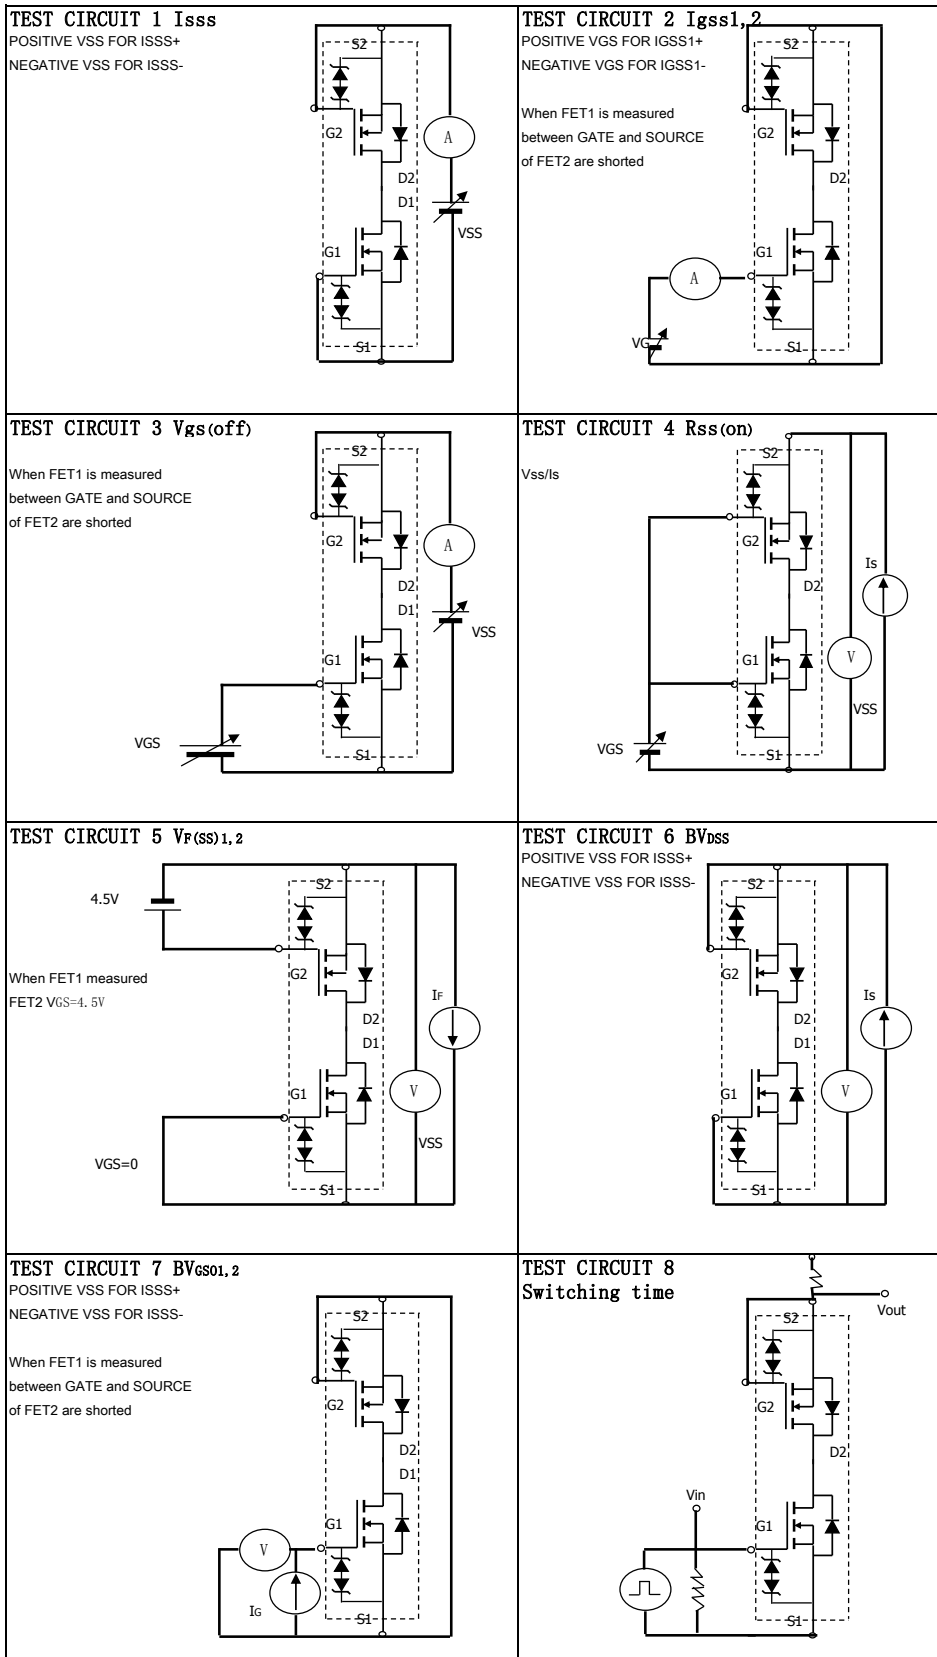 TEST CIRCUIT 1 Isss
POSITIVE VSS FOR ISSS+
NEGATIVE VSS FOR ISSS-
S2
G2
A
D2
D1
VSS
G1
S1
TEST CIRCUIT 2 Igss1,2
POSITIVE VGS FOR IGSS1+
NEGATIVE VGS FOR IGSS1-
When FET1 is measured
between GATE and SOURCE
of FET2 are shorted
S2
G2
D2
G1
A
VG
S1
TEST CIRCUIT 3 Vgs(off)
When FET1 is measured
between GATE and SOURCE
of FET2 are shorted
S2
G2
A
D2
D1
VSS
G1
VGS
S1
TEST CIRCUIT 4 Rss(on)
Vss/Is
S2
G2
Is
D2
G1
V
VSS
VGS
S1
TEST CIRCUIT 5 VF(SS)1,2
4.5V
S2
When FET1 measured
FET2 VGS=4.5V
G2
IF
D2
D1
G1
V
VSS
VGS=0
S1
TEST CIRCUIT 6 BVDSS
POSITIVE VSS FOR ISSS+
NEGATIVE VSS FOR ISSS-
S2
G2
Is
D2
D1
G1
V
S1
TEST CIRCUIT 7 BVGSO1,2
POSITIVE VSS FOR ISSS+
NEGATIVE VSS FOR ISSS-
When FET1 is measured
between GATE and SOURCE
of FET2 are shorted
S2
G2
D2
D1
G1
V
IG
S1
TEST CIRCUIT 8
Switching time
Vout
S2
G2
D2
Vin
G1
S1